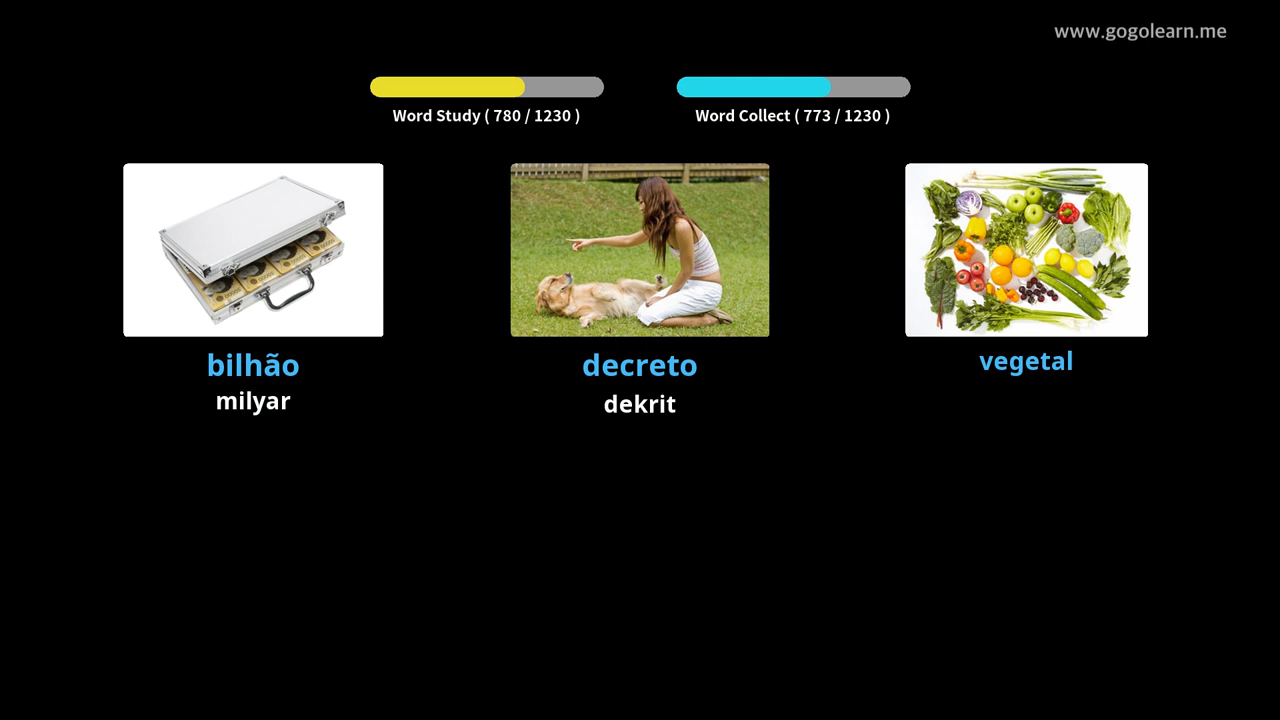 www.gogolearn.me
Word Study ( 780 / 1230 )
Word Collect ( 773 / 1230 )
bilhão
milyar
decreto
dekrit
vegetal